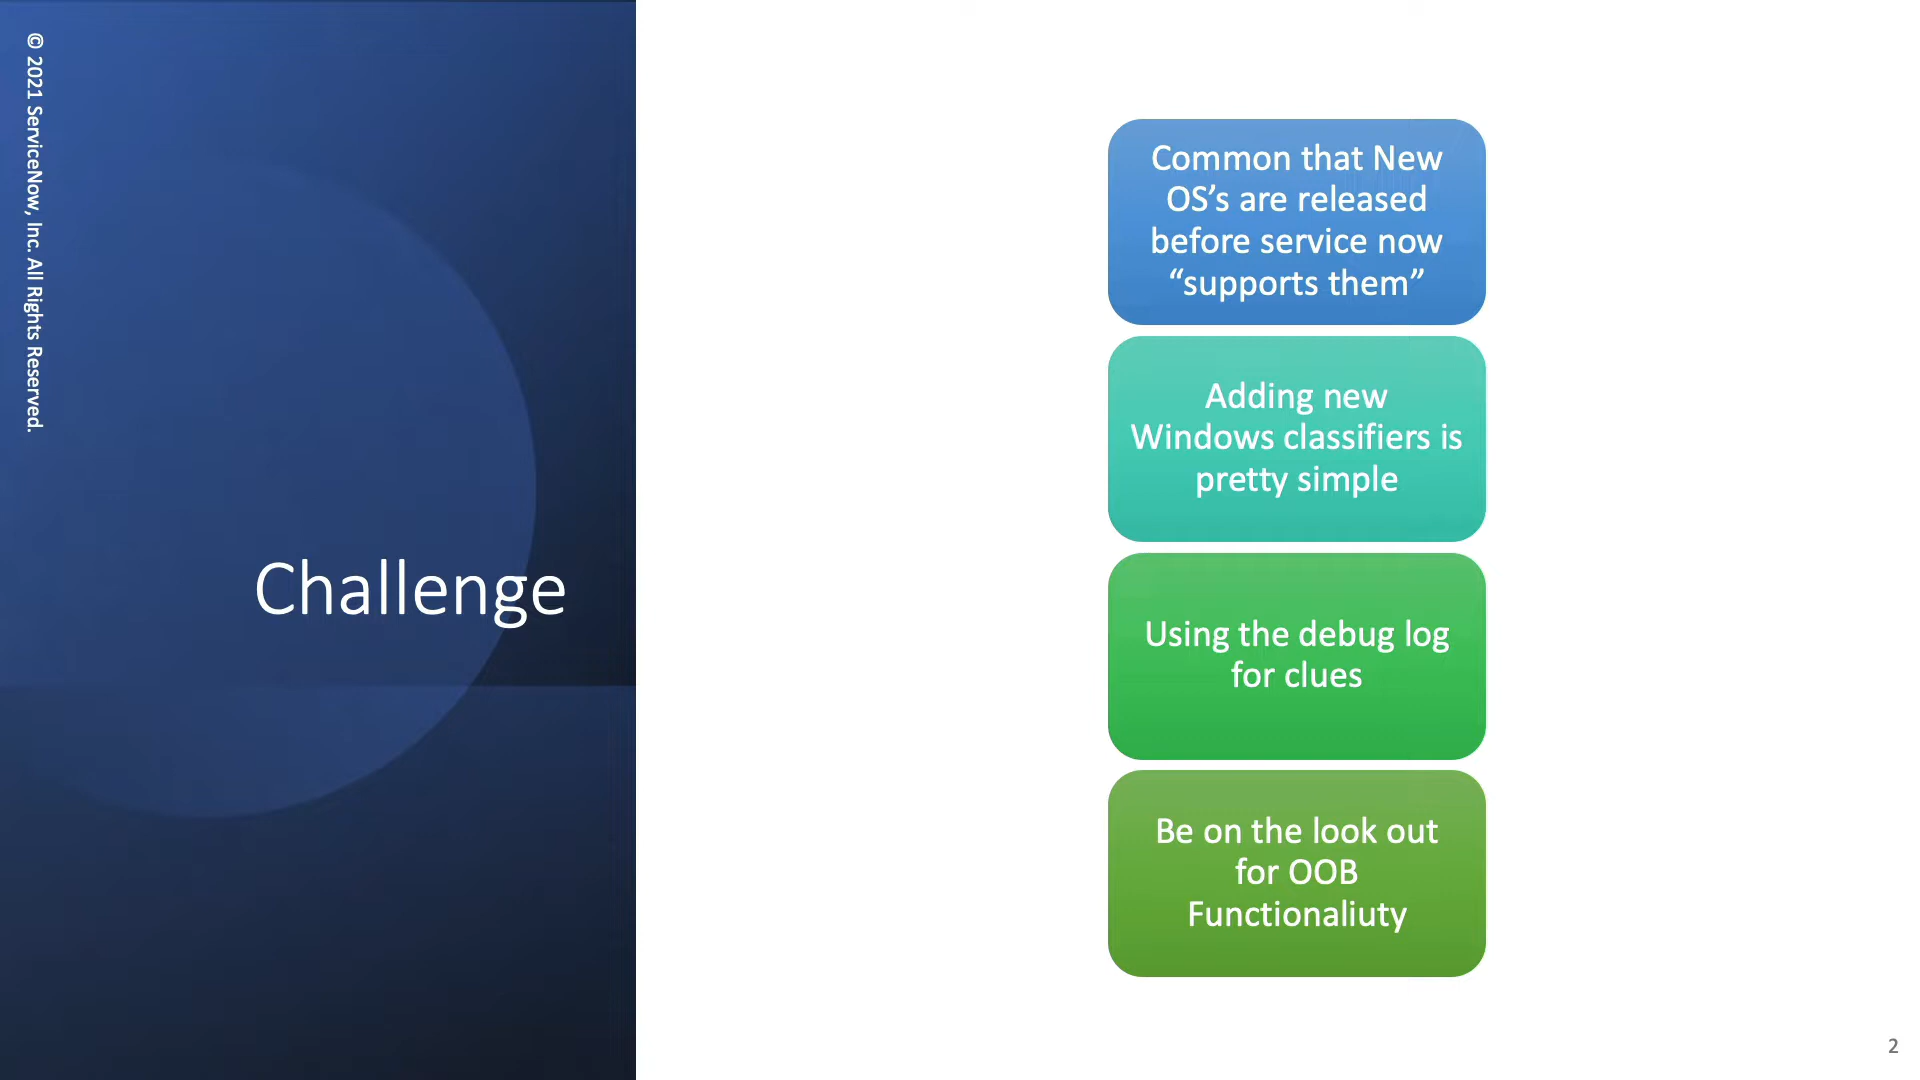 © 2021 ServiceNow, Inc. All Rights Reserved.
Challenge
Common that New
OS’s are released
before service now
“supports them”
Adding new
Windows classifiers is
pretty simple
Using the debug log
for clues
Be on the look out
for OOB
Functionaliuty
2